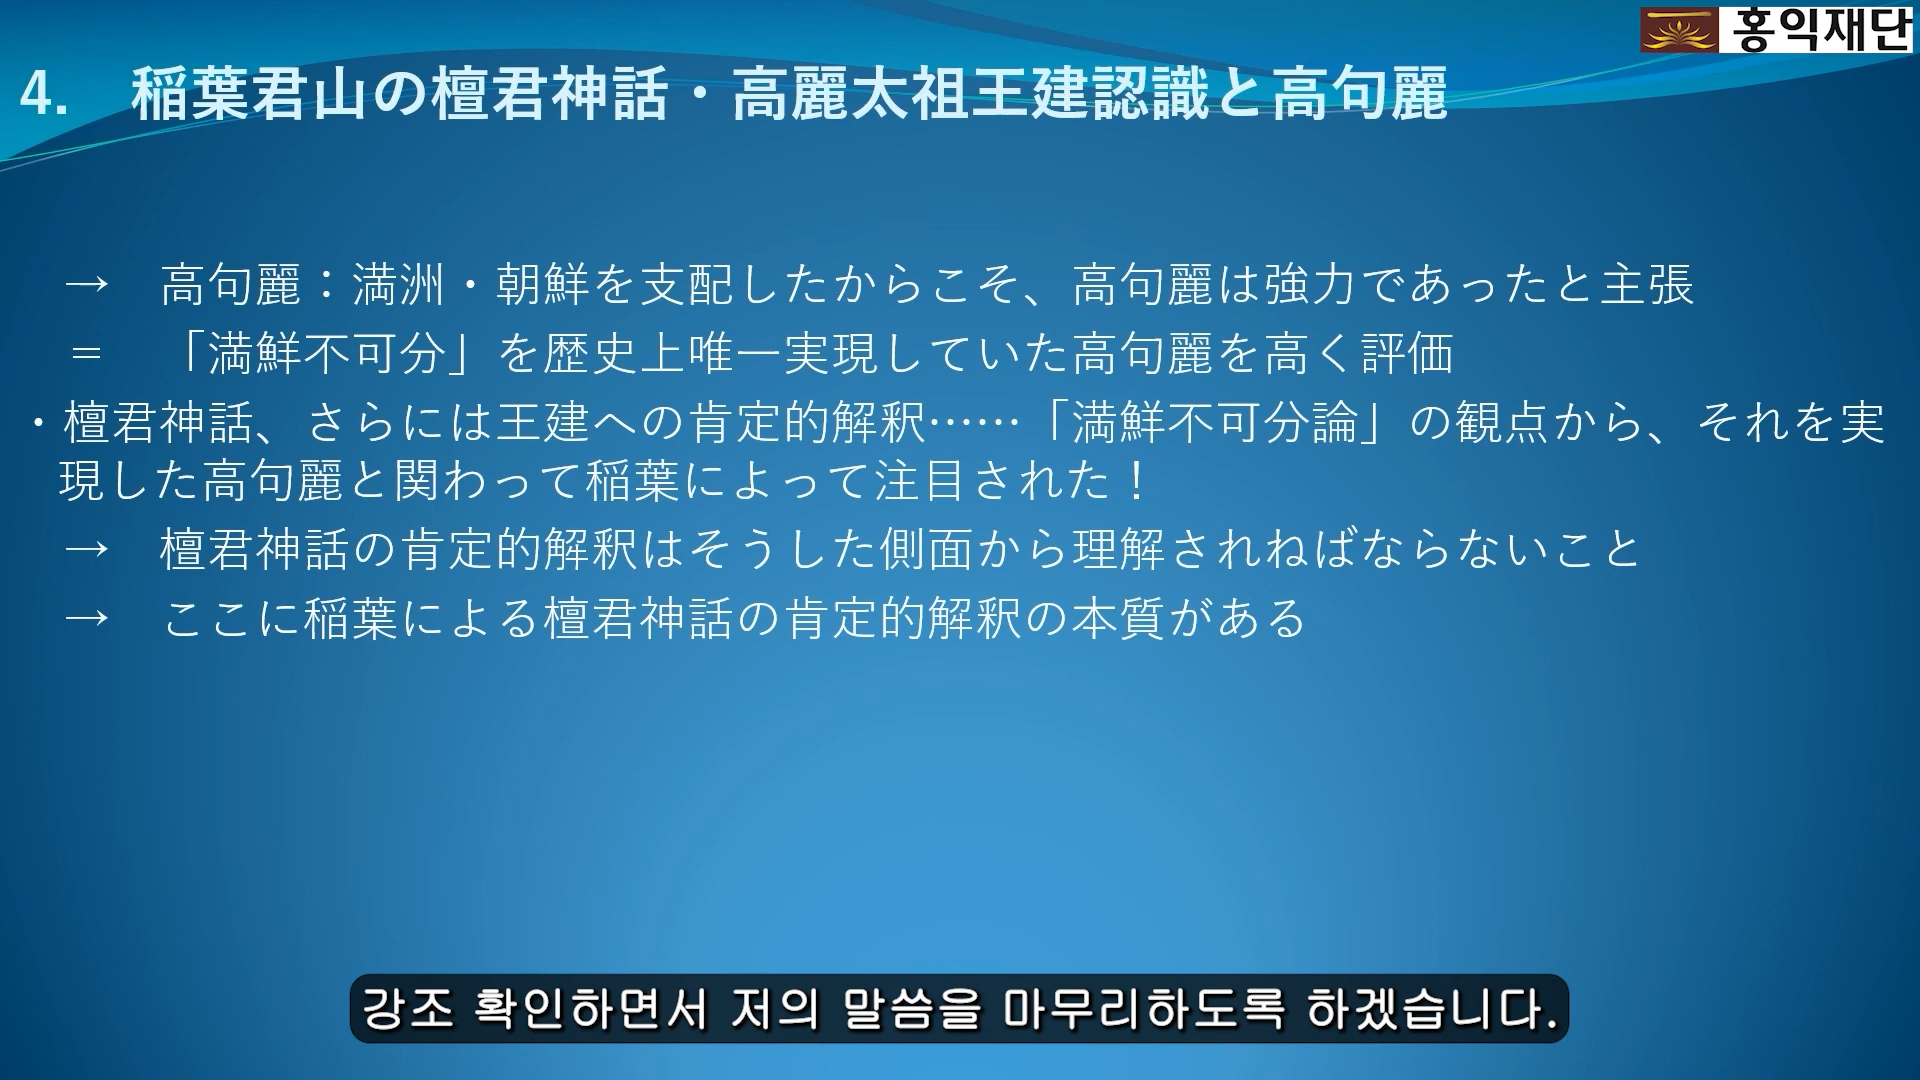 홍익재단
4.　稲葉君山の檀君神話・高麗太祖王建認識と高句麗
→　高句麗：満洲・朝鮮を支配したからこそ、高句麗は強力であったと主張
＝　「満鮮不可分」を歴史上唯一実現していた高句麗を高く評価
・檀君神話、さらには王建への肯定的解釈……「満鮮不可分論」の観点から、それを実
現した高句麗と関わって稲葉によって注目された！
→　檀君神話の肯定的解釈はそうした側面から理解されねばならないこと
→　ここに稲葉による檀君神話の肯定的解釈の本質がある
강조 확인하면서 저의 말씀을 마무리하도록 하겠습니다.